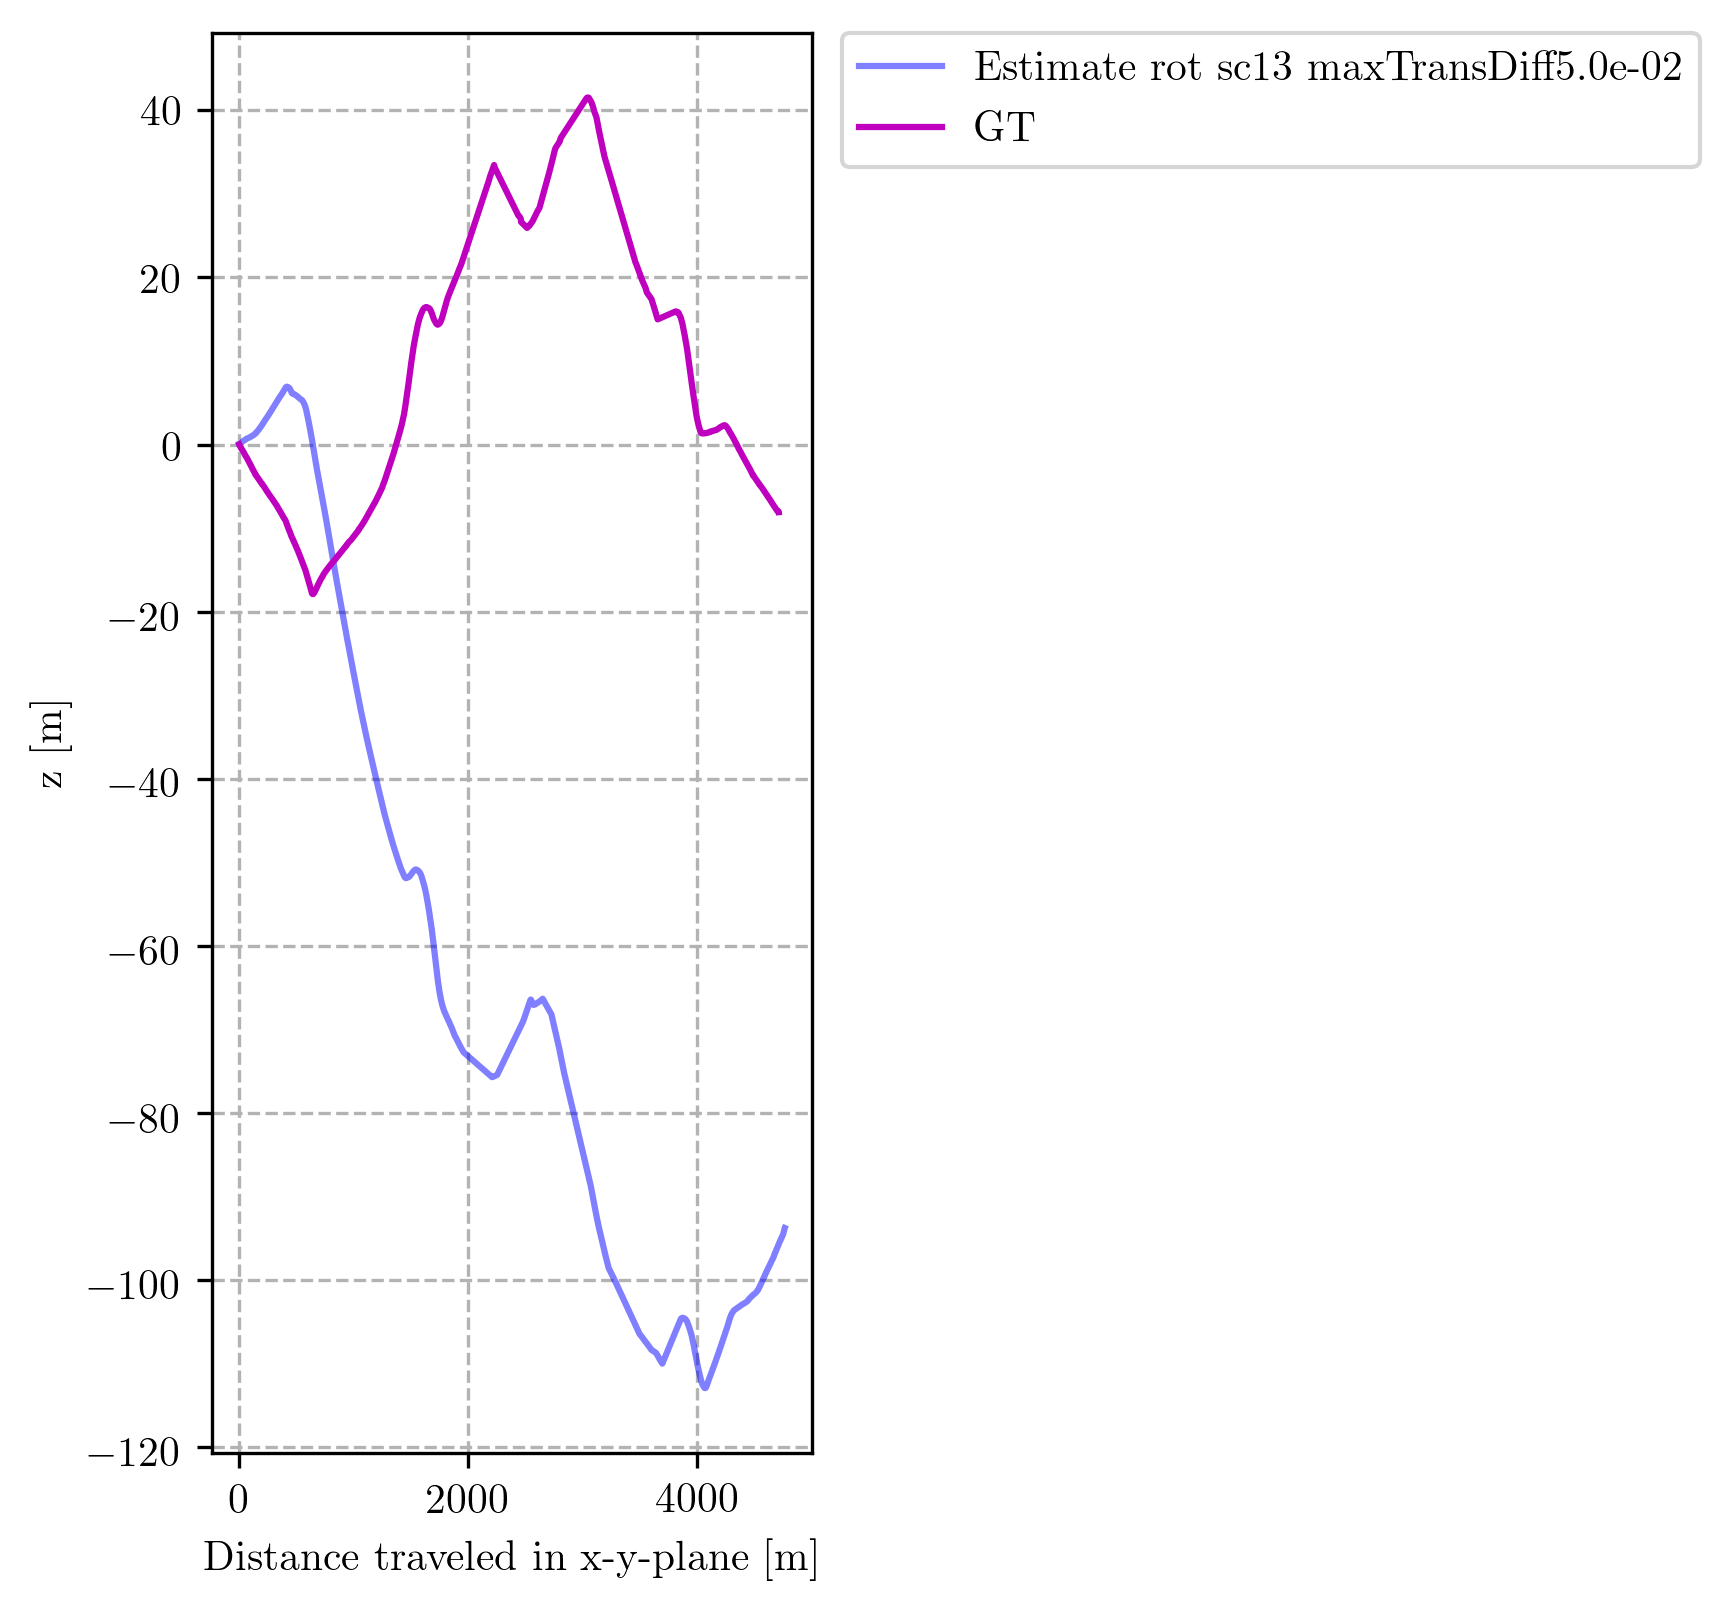 Estimate rot sc13 maxTransDiff5.0e-02
GT
40
20
0
−20
−40
−60
−80
−100
−120
z [m]
0 2000 4000
Distance traveled in x-y-plane [m]